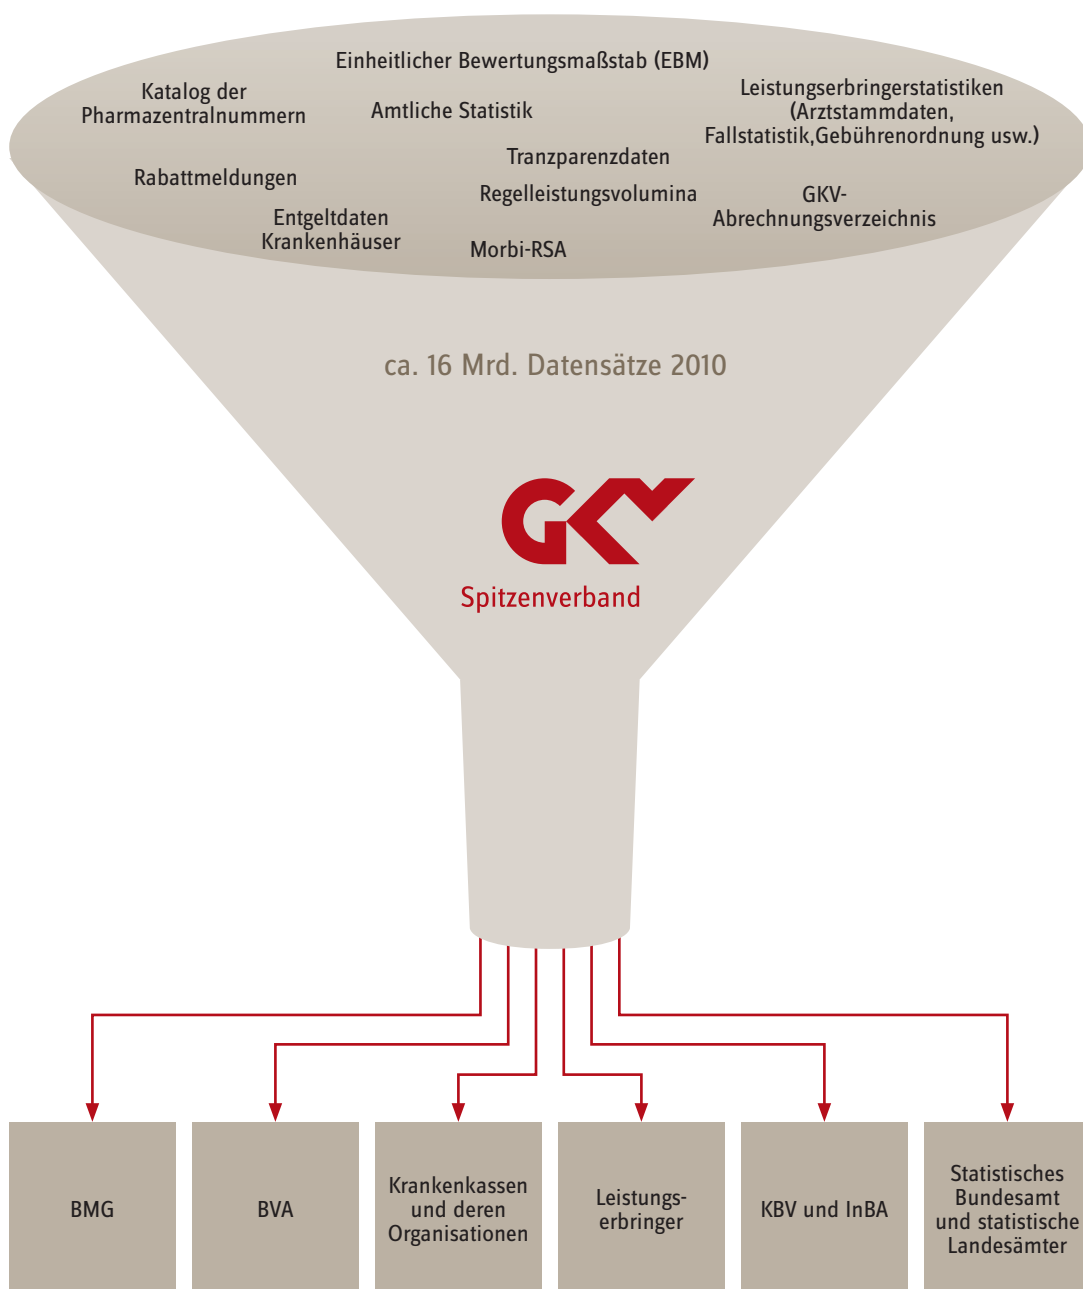 Einheitlicher Bewertungsmaßstab (EBM)
Katalog der
Pharmazentralnummern
Amtliche Statistik
Leistungserbringerstatistiken
(Arztstammdaten,
Fallstatistik,Gebührenordnung usw.)
Tranzparenzdaten
Rabattmeldungen
Regelleistungsvolumina
GKV-
Abrechnungsverzeichnis
Entgeltdaten
Krankenhäuser
Morbi-RSA
ca. 16 Mrd. Datensätze 2010
GKV
Spitzenverband
BMG
BVA
Krankenkassen
und deren
Organisationen
Leistungs-
erbringer
KBV und InBA
Statistisches
Bundesamt
und statistische
Landesämter